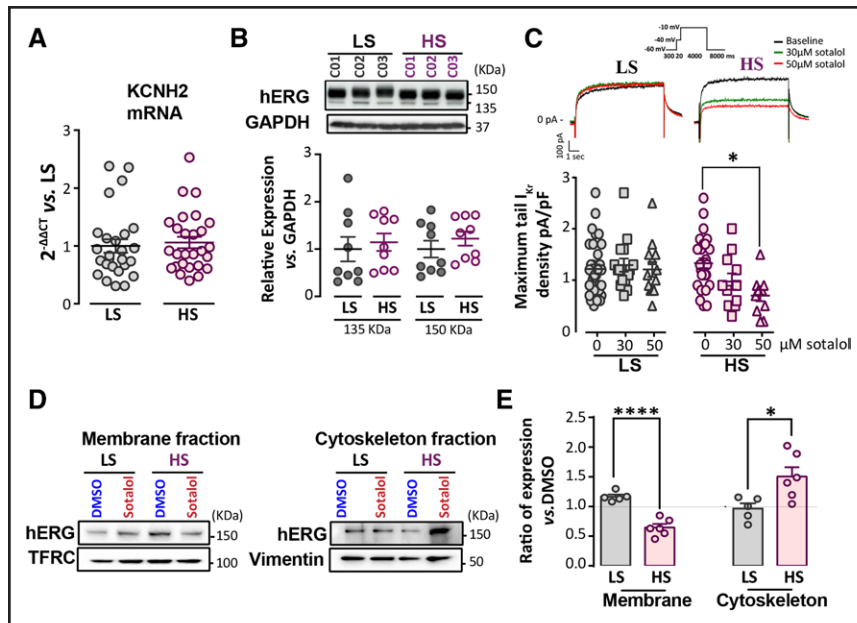 A
KCNH2
mRNA
2^-ΔΔCT vs. LS
3
2
1
0
LS
HS
B
LS
HS
C01
C02
C03
C01
C02
C03
(KDa)
hERG
150
135
GAPDH
37
Relative Expression
vs. GAPDH
3
2
1
0
LS
HS
LS
HS
135 KDa
150 KDa
C
-10 mV
-40 mV
-60 mV
300 20 4000 8000 ms
Baseline
30µM sotalol
50µM sotalol
LS
HS
0 pA -
100 pA
1 sec
*
Maximum tail IKr
density pA/pF
3
2
1
0
0 30 50
0 30 50
µM sotalol
LS
HS
D
Membrane fraction
LS
HS
DMSO
Sotalol
DMSO
Sotalol
(KDa)
hERG
150
TFRC
100
Cytoskeleton fraction
LS
HS
DMSO
Sotalol
DMSO
Sotalol
(KDa)
hERG
150
Vimentin
50
E
Ratio of expression
vs.DMSO
2.5
2.0
1.5
1.0
0.5
0.0
****
*
LS
HS
LS
HS
Membrane
Cytoskeleton